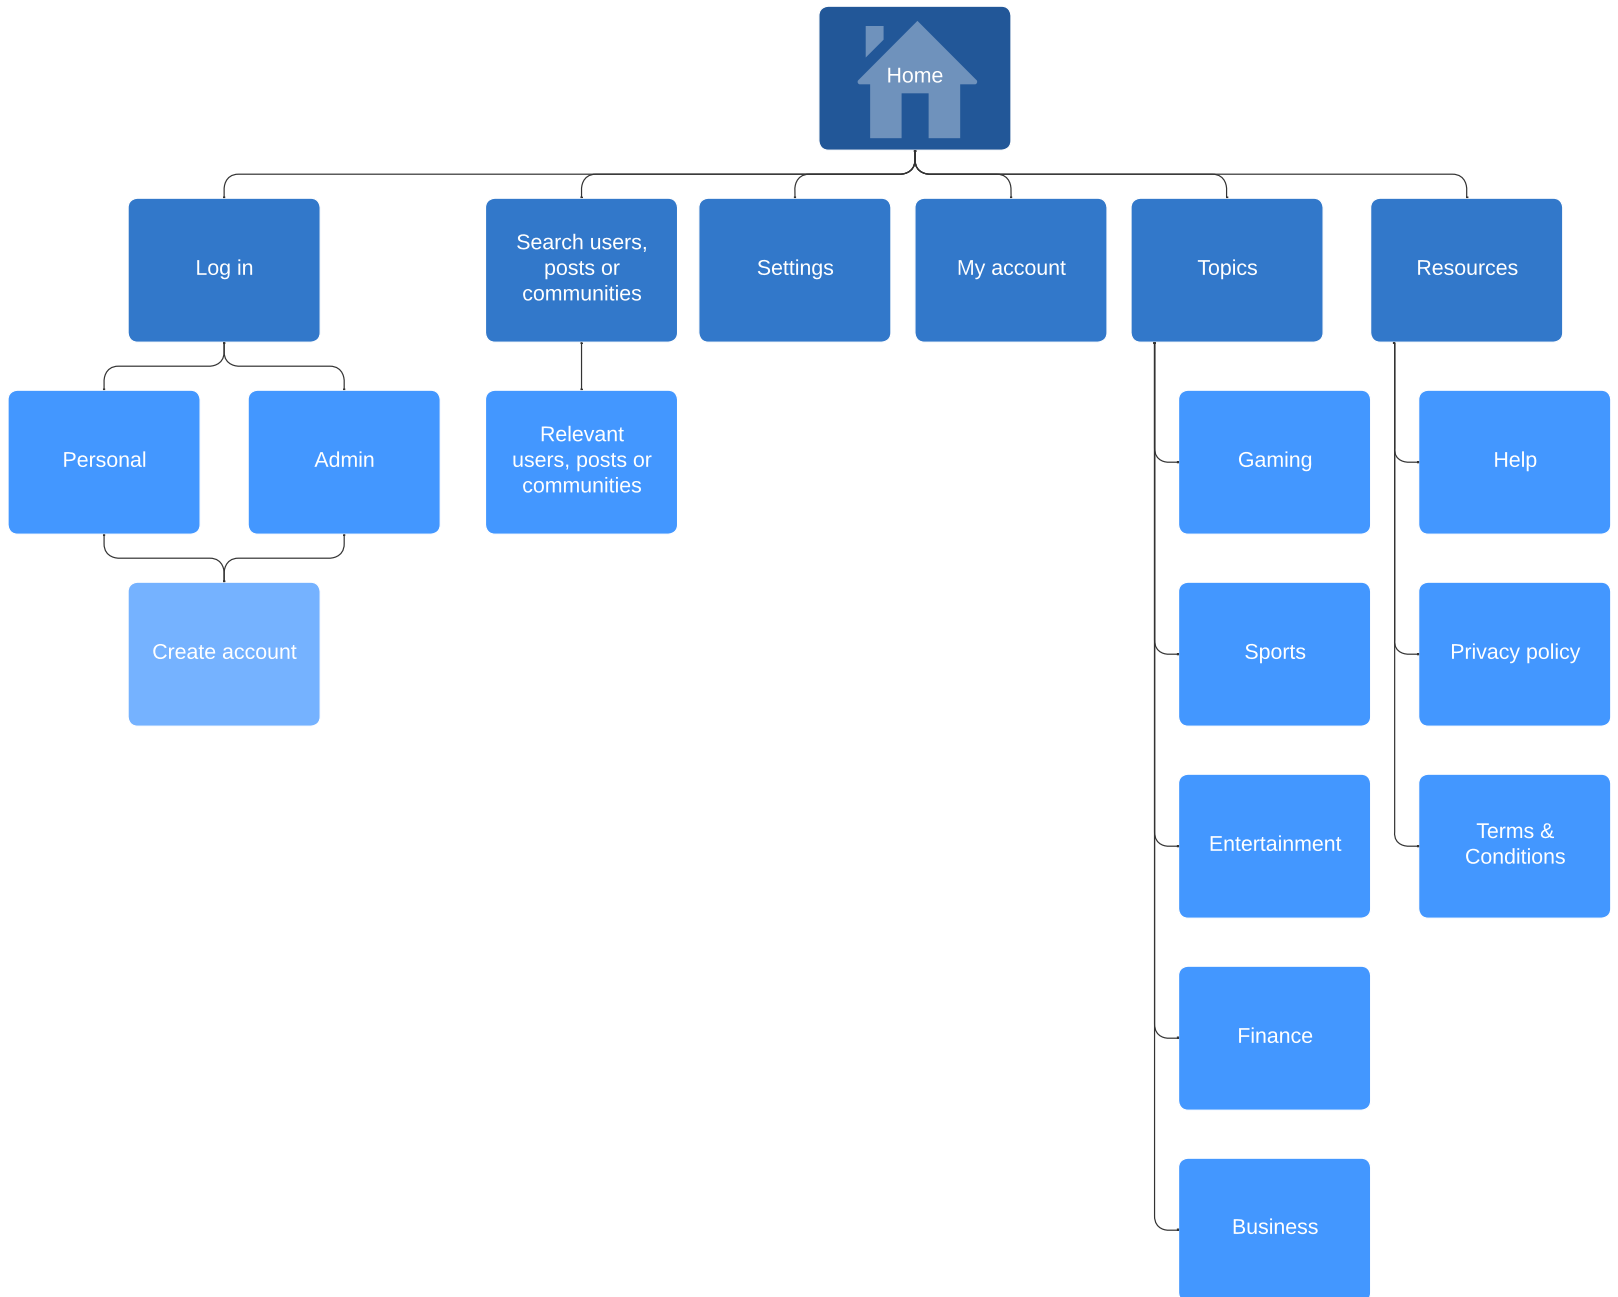 Home
Log in
Search users,
posts or
communities
Settings
My account
Topics
Resources
Personal
Admin
Relevant
users, posts or
communities
Gaming
Help
Create account
Sports
Privacy policy
Entertainment
Terms &
Conditions
Finance
Business